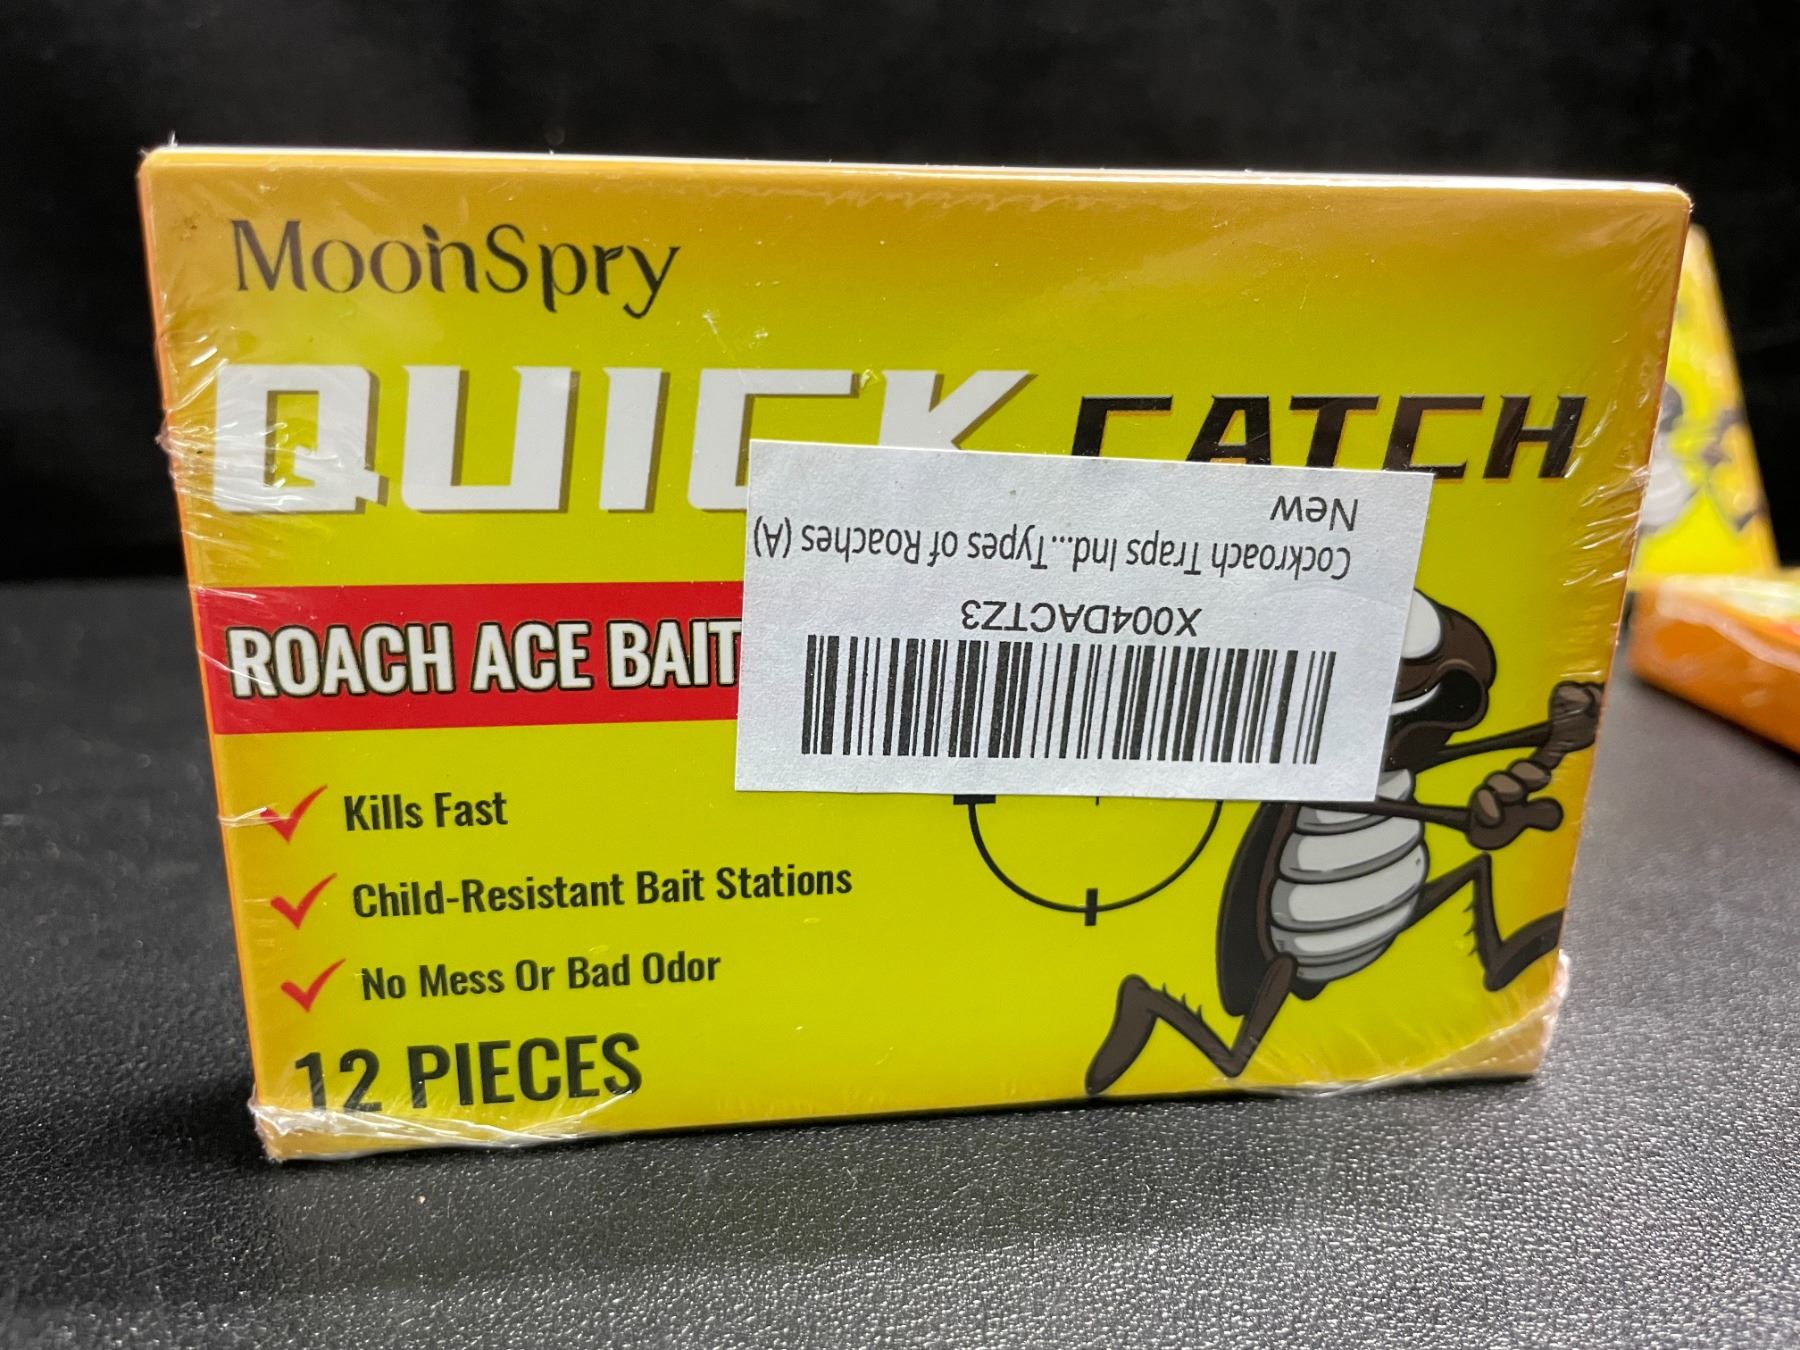 MoonSpry
QUICK CATCH
ROACH ACE BAIT
Kills Fast
Child-Resistant Bait Stations
No Mess Or Bad Odor
12 PIECES
X004DACTZ3
Cockroach Traps Ind...Types of Roaches (A)
New